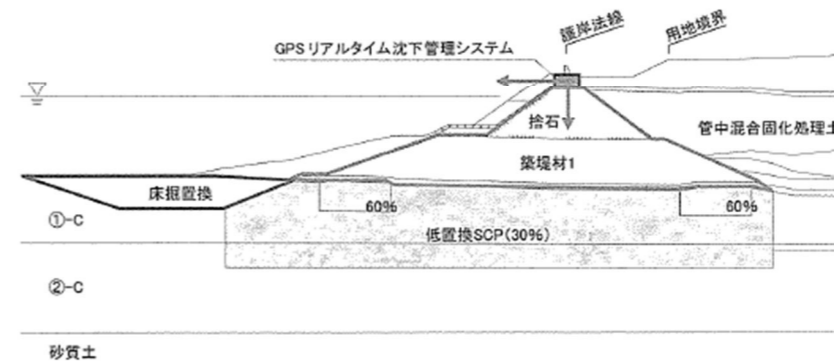 護岸法線
用地境界
GPSリアルタイム沈下管理システム
捨石
管中混合固化処理土
築堤材1
床掘置換
60%
60%
①-C
低置換SCP(30%)
②-C
砂質土